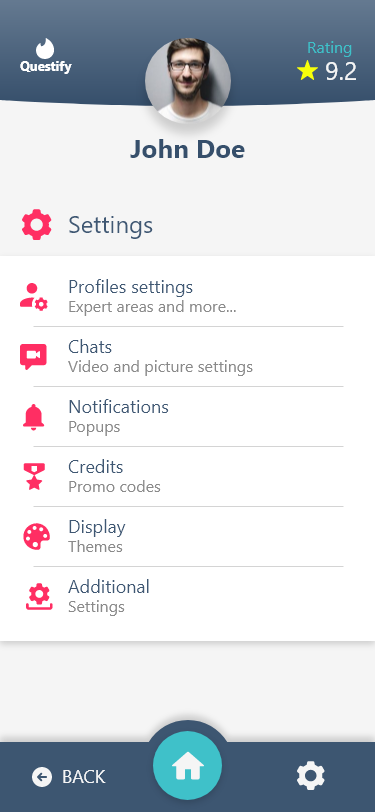 Questify
Rating
9.2
John Doe
Settings
Profiles settings
Expert areas and more...
Chats
Video and picture settings
Notifications
Popups
Credits
Promo codes
Display
Themes
Additional
Settings
BACK